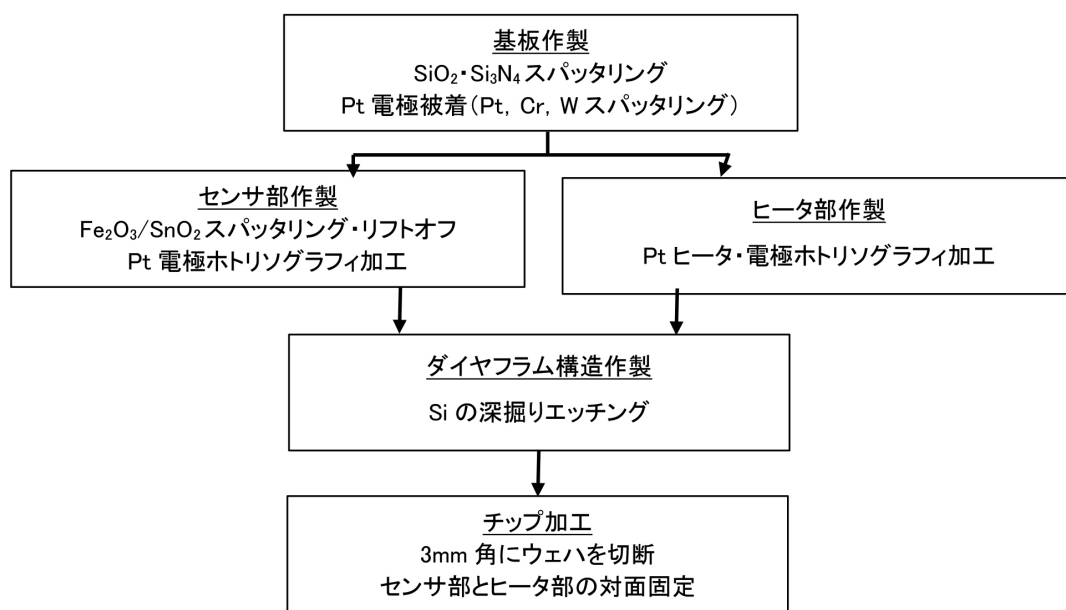 基板作製
SiO₂・Si₃N₄スパッタリング
Pt 電極被着(Pt, Cr, W スパッタリング)
センサ部作製
Fe₂O₃/SnO₂スパッタリング・リフトオフ
Pt 電極ホトリソグラフィ加工
ヒータ部作製
Pt ヒータ・電極ホトリソグラフィ加工
ダイヤフラム構造作製
Si の深掘りエッチング
チップ加工
3mm 角にウェハを切断
センサ部とヒータ部の対面固定